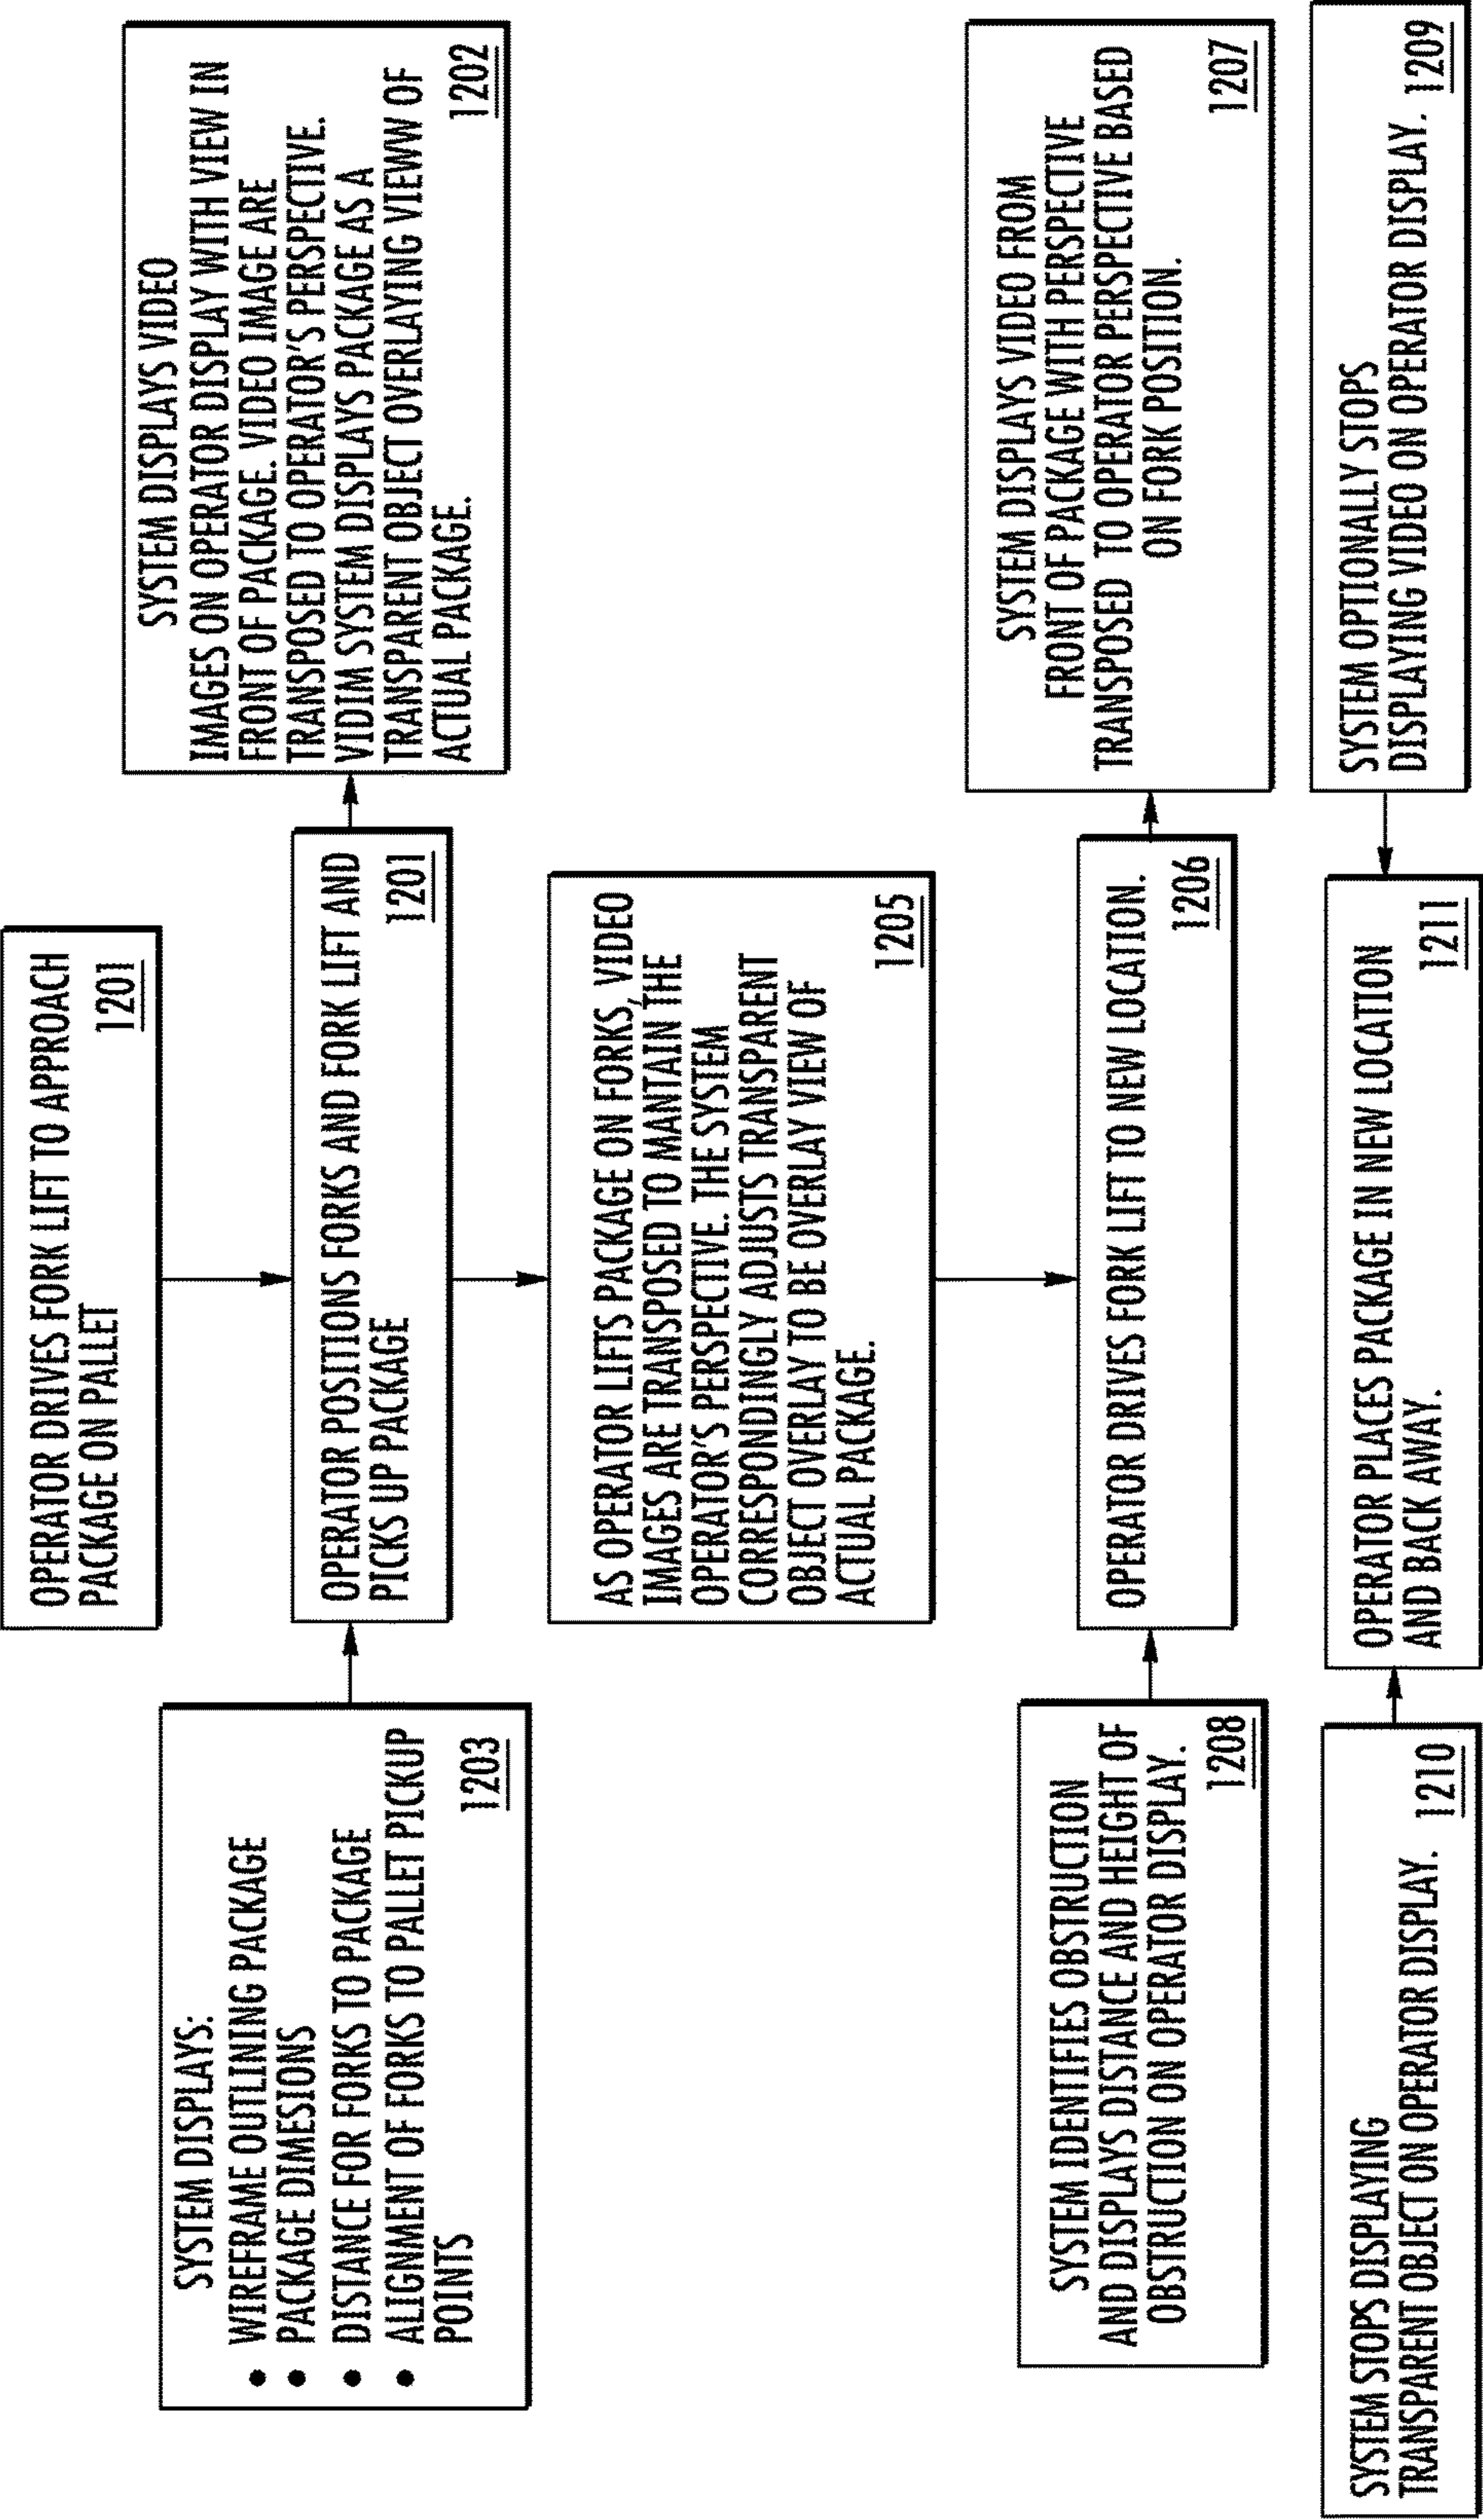 OPERATOR DRIVES FORK LIFT TO APPROACH
PACKAGE ON PALLET
1201
SYSTEM DISPLAYS:
• WIREFRAME OUTLINING PACKAGE
• PACKAGE DIMESIONS
• DISTANCE FOR FORKS TO PACKAGE
• ALIGNMENT OF FORKS TO PALLET PICKUP
POINTS
1203
OPERATOR POSITIONS FORKS AND FORK LIFT AND
PICKS UP PACKAGE
1201
SYSTEM DISPLAYS VIDEO
IMAGES ON OPERATOR DISPLAY WITH VIEW IN
FRONT OF PACKAGE. VIDEO IMAGE ARE
TRANSPOSED TO OPERATOR'S PERSPECTIVE.
VIDIM SYSTEM DISPLAYS PACKAGE AS A
TRANSPARENT OBJECT OVERLAYING VIEWW OF
ACTUAL PACKAGE.
1202
AS OPERATOR LIFTS PACKAGE ON FORKS, VIDEO
IMAGES ARE TRANSPOSED TO MANTAIN THE
OPERATOR'S PERSPECTIVE. THE SYSTEM
CORRESPONDINGLY ADJUSTS TRANSPARENT
OBJECT OVERLAY TO BE OVERLAY VIEW OF
ACTUAL PACKAGE.
1205
SYSTEM IDENTIFIES OBSTRUCTION
AND DISPLAYS DISTANCE AND HEIGHT OF
OBSTRUCTION ON OPERATOR DISPLAY.
1208
OPERATOR DRIVES FORK LIFT TO NEW LOCATION.
1206
SYSTEM DISPLAYS VIDEO FROM
FRONT OF PACKAGE WITH PERSPECTIVE
TRANSPOSED TO OPERATOR PERSPECTIVE BASED
ON FORK POSITION.
1207
SYSTEM STOPS DISPLAYING
TRANSPARENT OBJECT ON OPERATOR DISPLAY.
1210
OPERATOR PLACES PACKAGE IN NEW LOCATION
AND BACK AWAY.
1211
SYSTEM OPTIONALLY STOPS
DISPLAYING VIDEO ON OPERATOR DISPLAY.
1209